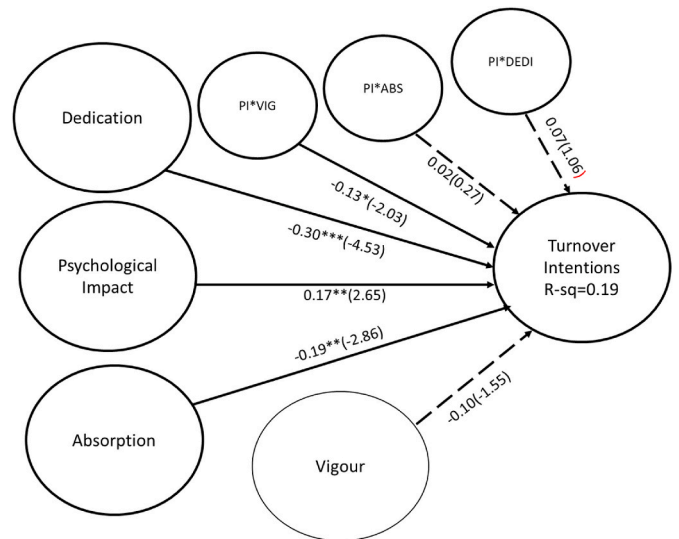 PI*DEDI
PI*ABS
PI*VIG
Dedication
0.07(1.06)
0.02(0.27)
-0.13*(-2.03)
-0.30***(-4.53)
Turnover
Intentions
R-sq=0.19
Psychological
Impact
0.17**(2.65)
-0.19**(-2.86)
-0.10(-1.55)
Absorption
Vigour